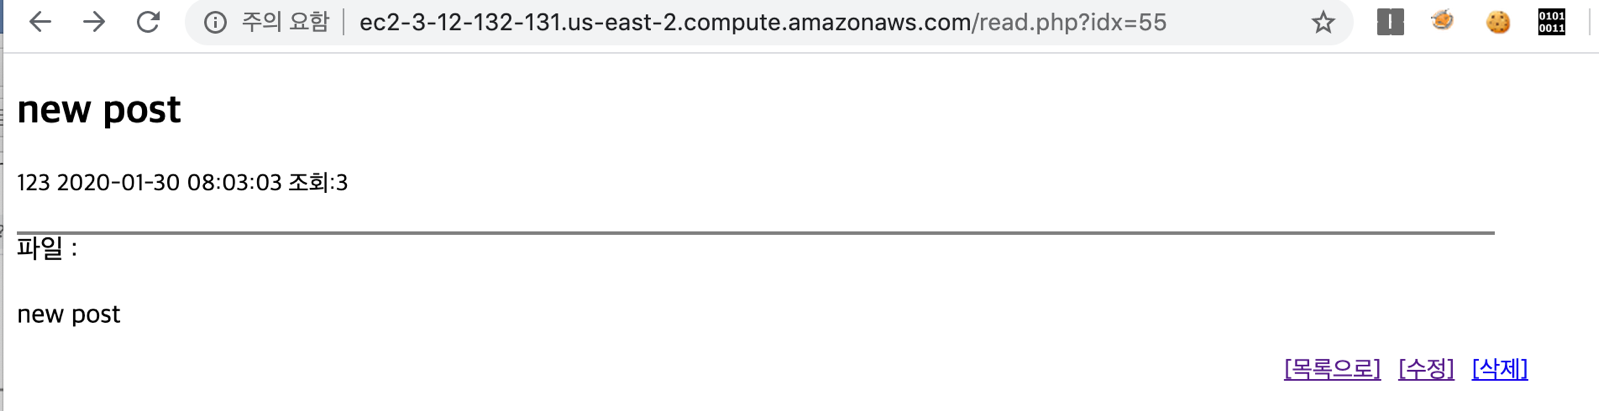 주의 요함 ec2-3-12-132-131.us-east-2.compute.amazonaws.com/read.php?idx=55
0101
0011
new post
123 2020-01-30 08:03:03 조회:3
파일 :
new post
[목록으로] [수정] [삭제]